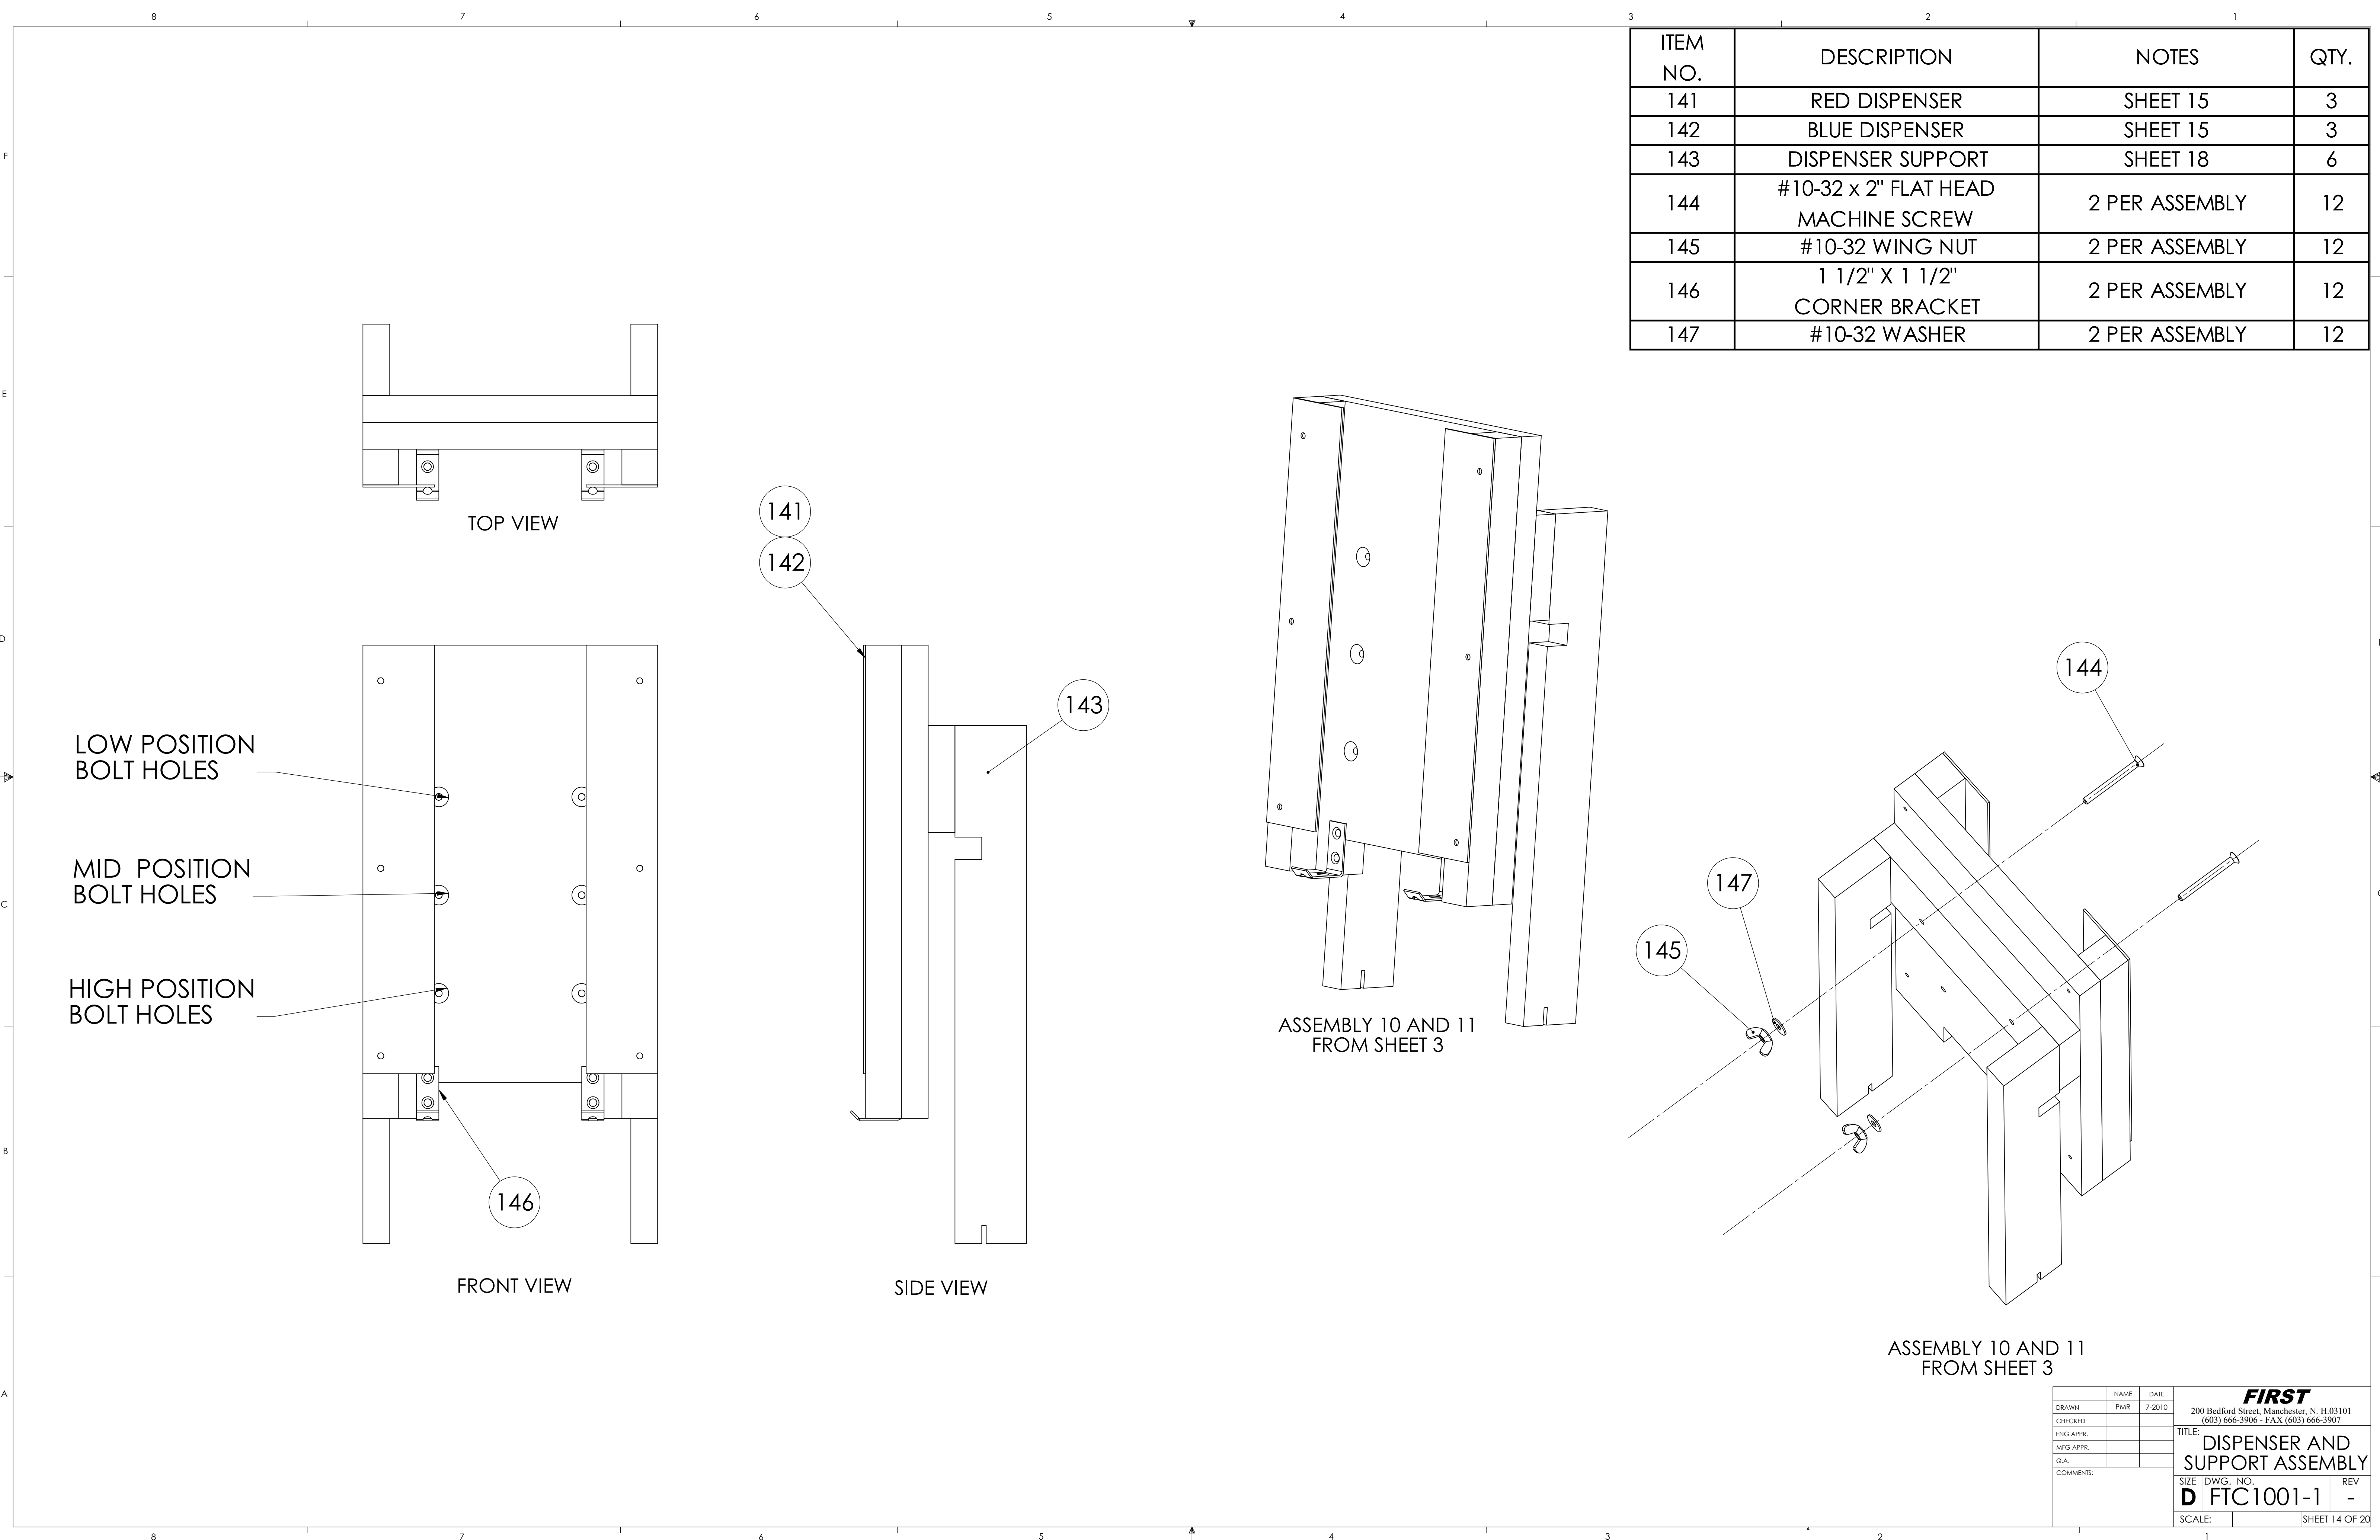 8 7 6 5 4 3 2 1
ITEM NO. DESCRIPTION NOTES QTY.
141 RED DISPENSER SHEET 15 3
142 BLUE DISPENSER SHEET 15 3
143 DISPENSER SUPPORT SHEET 18 6
144 #10-32 x 2" FLAT HEAD MACHINE SCREW 2 PER ASSEMBLY 12
145 #10-32 WING NUT 2 PER ASSEMBLY 12
146 1 1/2" X 1 1/2" CORNER BRACKET 2 PER ASSEMBLY 12
147 #10-32 WASHER 2 PER ASSEMBLY 12
F
E
D
C
B
A
TOP VIEW
141
142
143
LOW POSITION
BOLT HOLES
MID POSITION
BOLT HOLES
HIGH POSITION
BOLT HOLES
146
FRONT VIEW
SIDE VIEW
ASSEMBLY 10 AND 11
FROM SHEET 3
144
147
145
ASSEMBLY 10 AND 11
FROM SHEET 3
NAME DATE
DRAWN PMR 7-2010
CHECKED
ENG APPR.
MFG APPR.
Q.A.
COMMENTS:
FIRST
200 Bedford Street, Manchester, N. H.03101
(603) 666-3906 - FAX (603) 666-3907
TITLE:
DISPENSER AND
SUPPORT ASSEMBLY
SIZE DWG. NO. REV
D FTC1001-1 -
SCALE: SHEET 14 OF 20
8 7 6 5 4 3 2 1